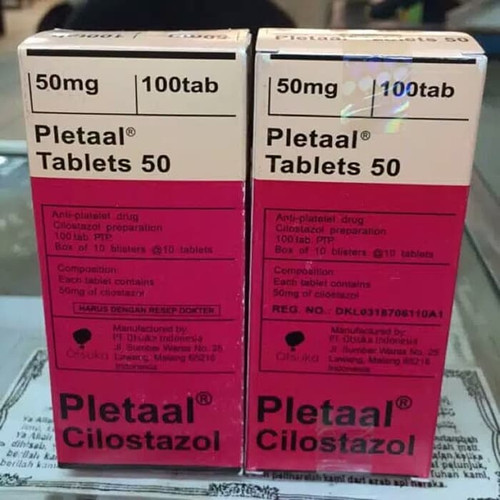 50mg 100tab
Pletaal®
Tablets 50
Anti-platelet drug
Cilostazol preparation
100 tab. PTP.
Box of 10 blisters @10 tablets
Composition:
Each tablet contains
50mg of cilostazol
HARUS DENGAN RESEP DOKTER
Otsuka
Manufactured by:
PT. Otsuka Indonesia
Jl. Sumber Waras No. 25
Lawang, Malang 65216
Indonesia
Pletaal®
Cilostazol
Pletaal Tablets 50
50mg 100tab
Pletaal®
Tablets 50
Anti-platelet drug
Cilostazol preparation
100 tab. PTP.
Box of 10 blisters @10 tablets
Composition:
Each tablet contains
50mg of cilostazol
REG. NO.: DKL0318706110A1
Otsuka
Manufactured by:
PT. Otsuka Indonesia
Jl. Sumber Waras No. 25
Lawang, Malang 65216
Indonesia
Pletaal®
Cilostazol